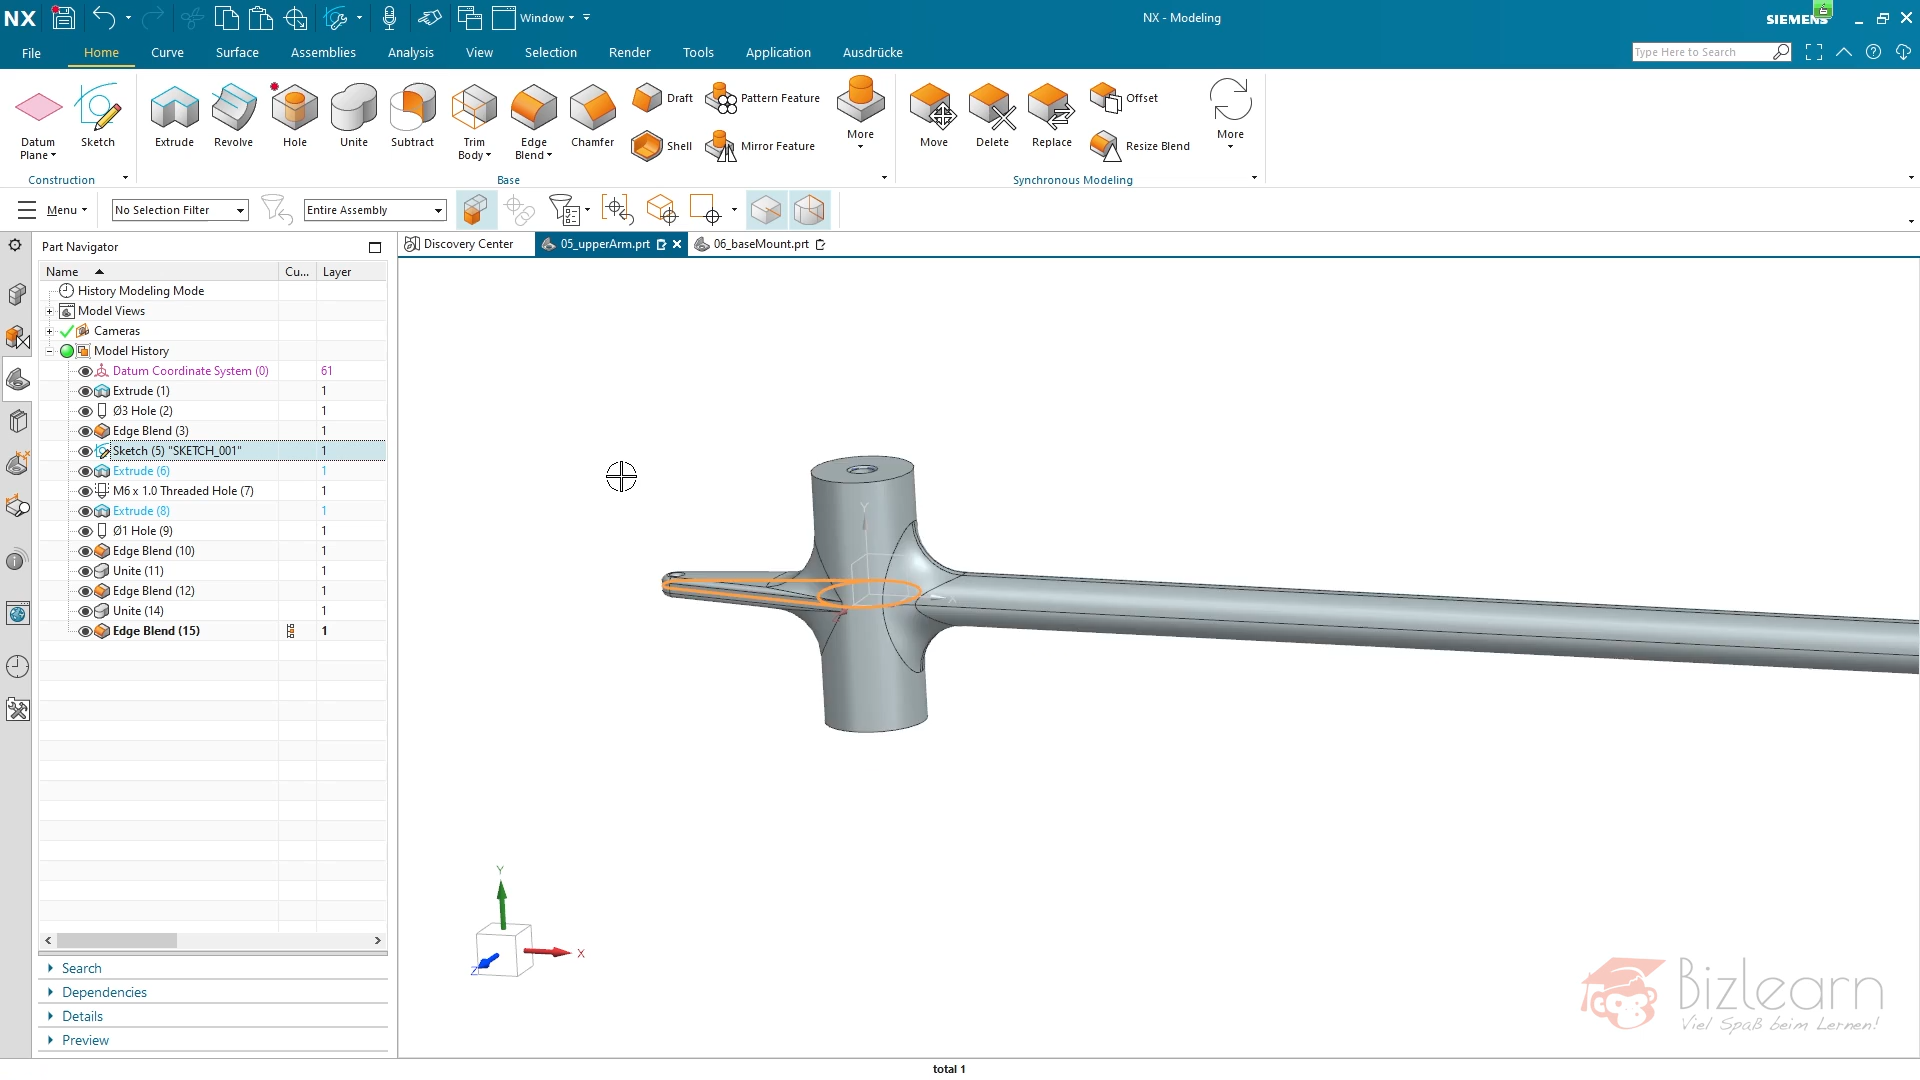 NX
Window
NX - Modeling
SIEMENS
File
Home
Curve
Surface
Assemblies
Analysis
View
Selection
Render
Tools
Application
Ausdrücke
Type Here to Search
Datum Plane
Sketch
Extrude
Revolve
Hole
Unite
Subtract
Trim Body
Edge Blend
Chamfer
Draft
Shell
Pattern Feature
Mirror Feature
More
Move
Delete
Replace
Offset
Resize Blend
More
Construction
Base
Synchronous Modeling
Menu
No Selection Filter
Entire Assembly
Part Navigator
Discovery Center
05_upperArm.prt
06_baseMount.prt
Name Cu... Layer
History Modeling Mode
Model Views
Cameras
Model History
Datum Coordinate System (0) 61
Extrude (1) 1
Ø3 Hole (2) 1
Edge Blend (3) 1
Sketch (5) "SKETCH_001" 1
Extrude (6) 1
M6 x 1.0 Threaded Hole (7) 1
Extrude (8) 1
Ø1 Hole (9) 1
Edge Blend (10) 1
Unite (11) 1
Edge Blend (12) 1
Unite (14) 1
Edge Blend (15) 1
Search
Dependencies
Details
Preview
Y
X
Y
X
Z
Bizlearn
Viel Spaß beim Lernen!
total 1